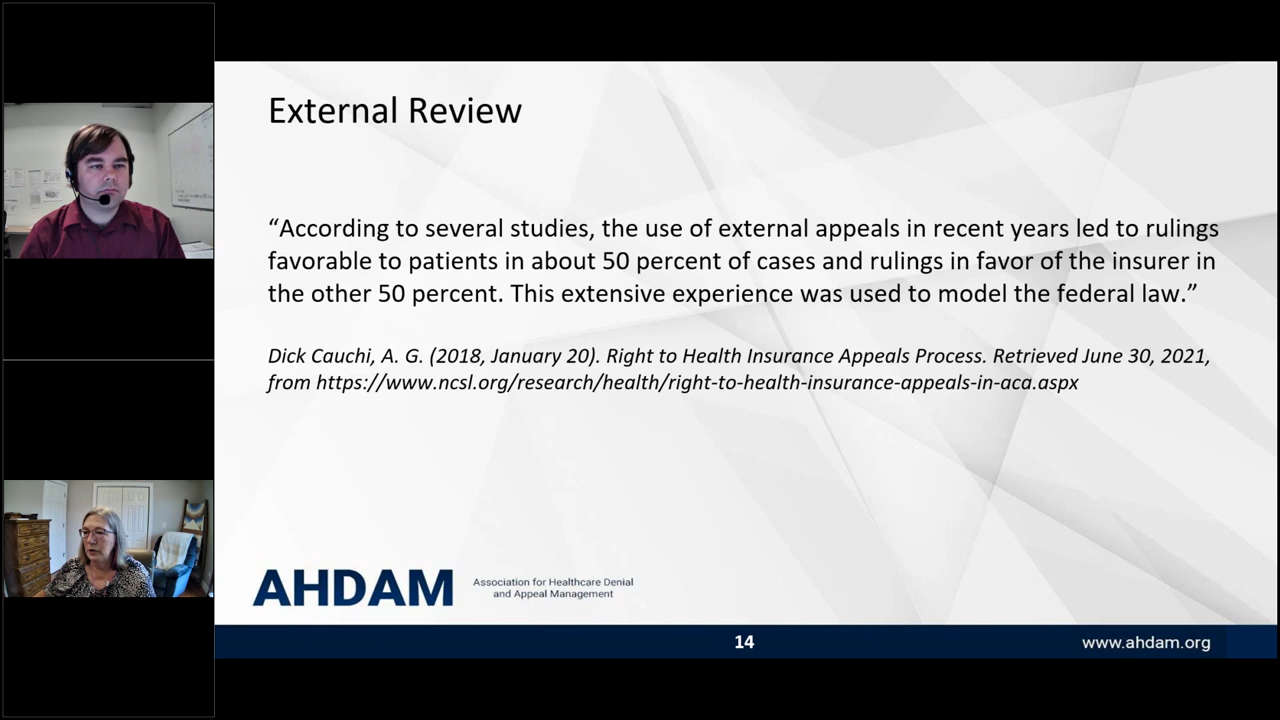 External Review
“According to several studies, the use of external appeals in recent years led to rulings
favorable to patients in about 50 percent of cases and rulings in favor of the insurer in
the other 50 percent. This extensive experience was used to model the federal law.”
Dick Cauchi, A. G. (2018, January 20). Right to Health Insurance Appeals Process. Retrieved June 30, 2021,
from https://www.ncsl.org/research/health/right-to-health-insurance-appeals-in-aca.aspx
AHDAM
Association for Healthcare Denial
and Appeal Management
14
www.ahdam.org